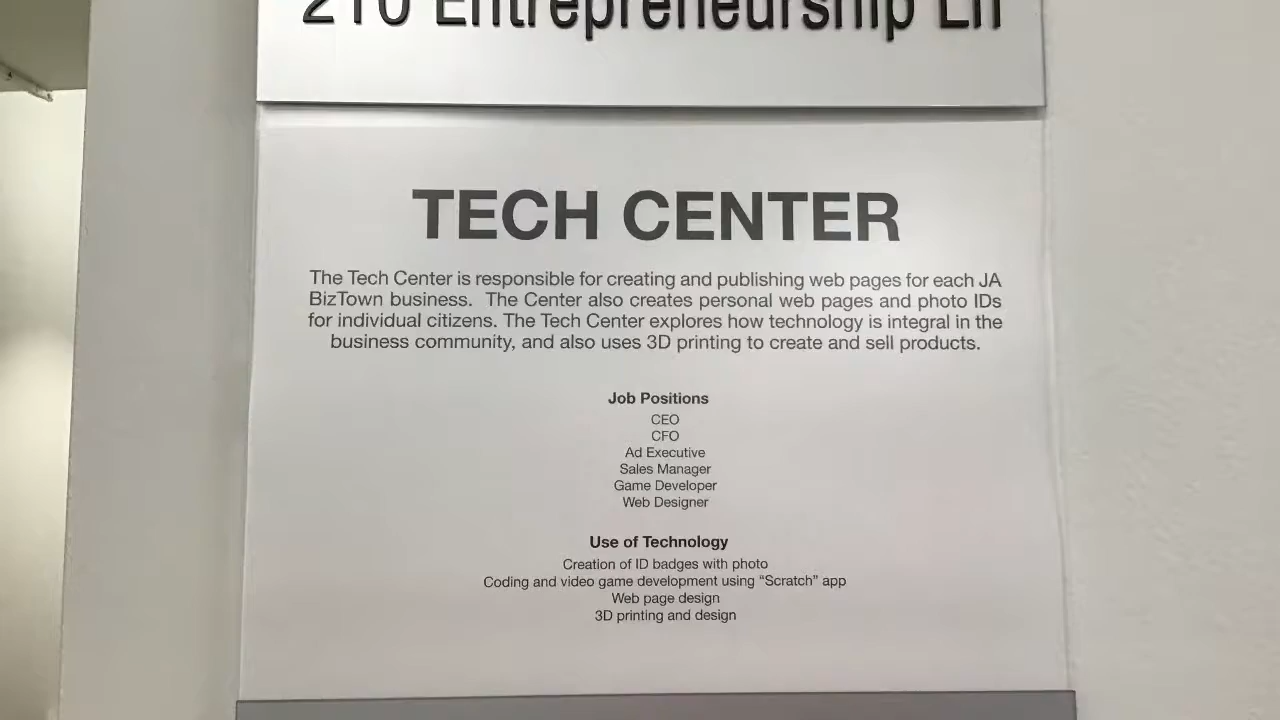 210 Entrepreneurship Ln
TECH CENTER
The Tech Center is responsible for creating and publishing web pages for each JA
BizTown business. The Center also creates personal web pages and photo IDs
for individual citizens. The Tech Center explores how technology is integral in the
business community, and also uses 3D printing to create and sell products.
Job Positions
CEO
CFO
Ad Executive
Sales Manager
Game Developer
Web Designer
Use of Technology
Creation of ID badges with photo
Coding and video game development using “Scratch” app
Web page design
3D printing and design